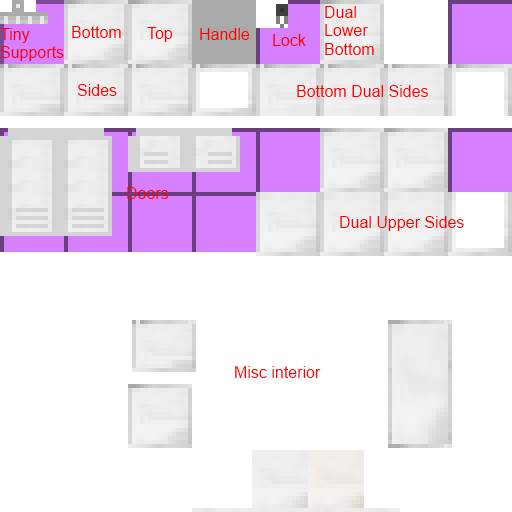 Tiny
Supports
Bottom
Top
Handle
Lock
Dual
Lower
Bottom
Sides
Bottom Dual Sides
Doors
Dual Upper Sides
Misc interior